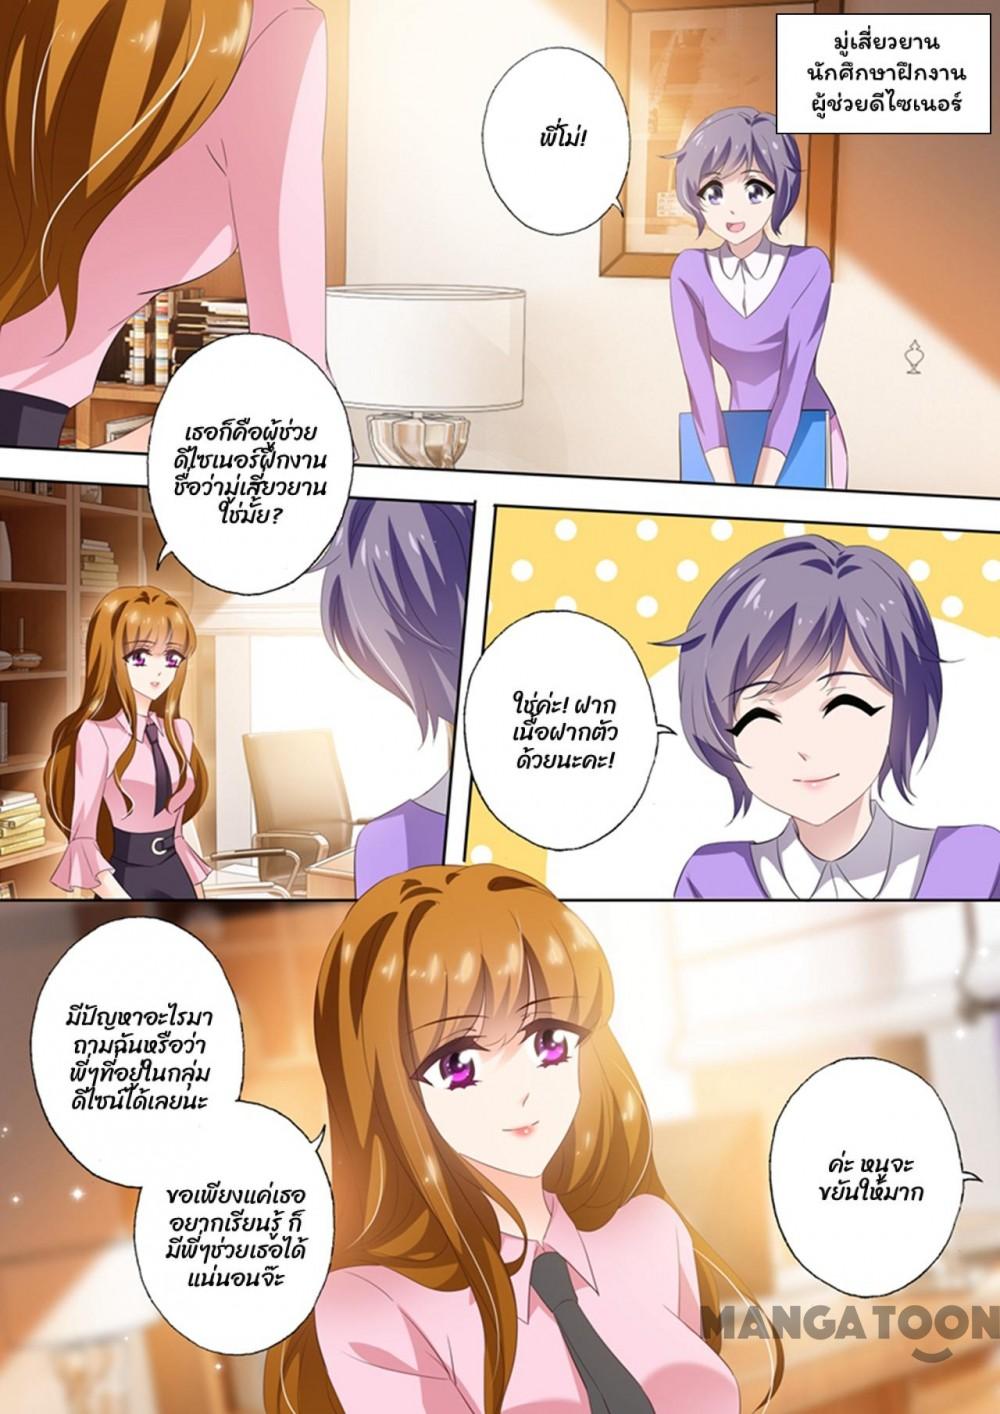 มู่เสี่ยวยาน
นักศึกษาฝึกงาน
ผู้ช่วยดีไซเนอร์
พี่โม่!
เธอก็คือผู้ช่วย
ดีไซเนอร์ฝึกงาน
ชื่อว่ามู่เสี่ยวยาน
ใช่มั้ย?
ใช่ค่ะ! ฝาก
เนื้อฝากตัว
ด้วยนะคะ!
มีปัญหาอะไรมา
ถามฉันหรือว่า
พี่ๆที่อยู่ในกลุ่ม
ดีไซน์ได้เลยนะ
ขอเพียงแค่เธอ
อยากเรียนรู้ ก็
มีพี่ๆช่วยเธอได้
แน่นอนจ๊ะ
ค่ะ หนูจะ
ขยันให้มาก
MANGATOON